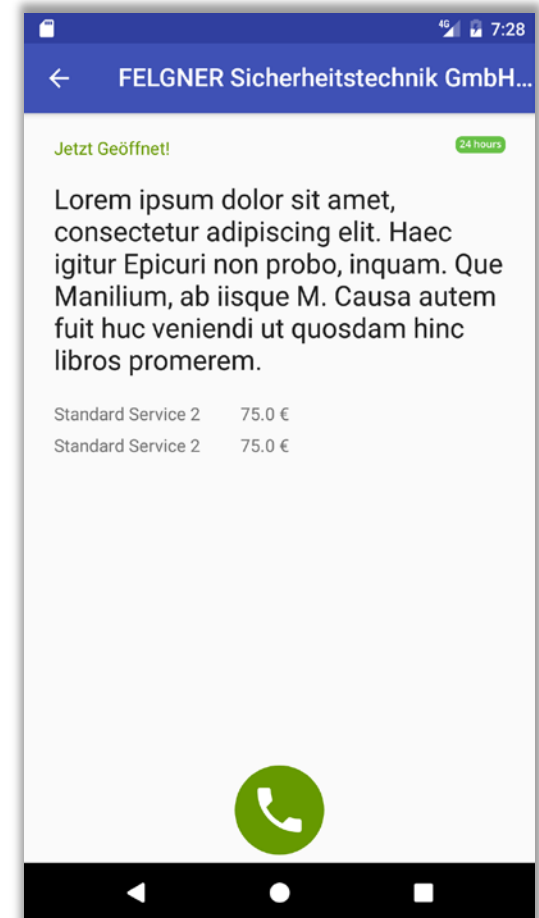 4G 7:28
FELGNER Sicherheitstechnik GmbH...
Jetzt Geöffnet! 24 hours
Lorem ipsum dolor sit amet,
consectetur adipiscing elit. Haec
igitur Epicuri non probo, inquam. Que
Manilium, ab iisque M. Causa autem
fuit huc veniendi ut quosdam hinc
libros promerem.
Standard Service 2 75.0 €
Standard Service 2 75.0 €